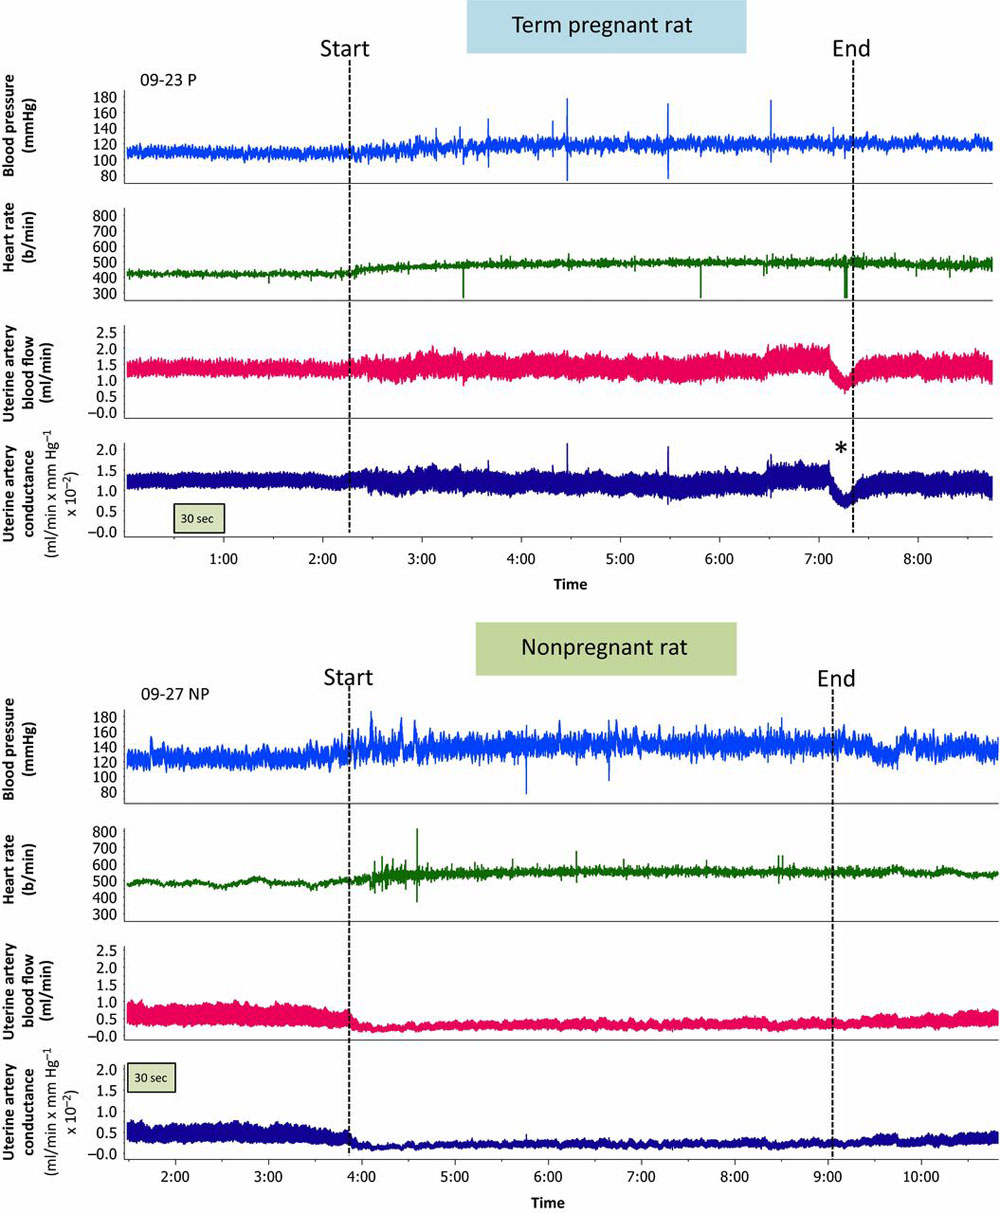 Term pregnant rat
Start
End
09-23 P
Blood pressure
(mmHg)
180
160
140
120
100
80
Heart rate
(b/min)
800
700
600
500
400
300
Uterine artery
blood flow
(ml/min)
2.5
2.0
1.5
1.0
0.5
−0.0
Uterine artery
conductance
(ml/min x mm Hg⁻¹
x 10⁻²)
2.0
1.5
1.0
0.5
−0.0
*
30 sec
1:00 2:00 3:00 4:00 5:00 6:00 7:00 8:00
Time
Nonpregnant rat
Start
End
09-27 NP
Blood pressure
(mmHg)
180
160
140
120
100
80
Heart rate
(b/min)
800
700
600
500
400
300
Uterine artery
blood flow
(ml/min)
2.5
2.0
1.5
1.0
0.5
−0.0
Uterine artery
conductance
(ml/min x mm Hg⁻¹
x 10⁻²)
2.0
1.5
1.0
0.5
−0.0
30 sec
2:00 3:00 4:00 5:00 6:00 7:00 8:00 9:00 10:00
Time